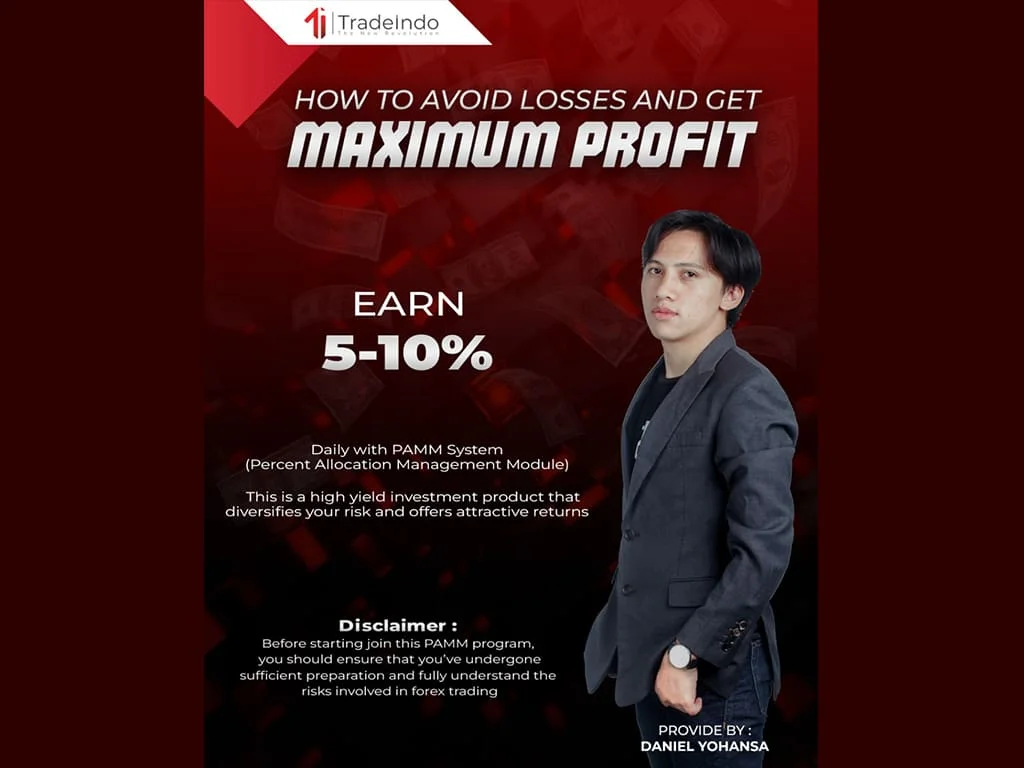 TradeIndo
The New Revolution
HOW TO AVOID LOSSES AND GET
MAXIMUM PROFIT
EARN
5-10%
Daily with PAMM System
(Percent Allocation Management Module)
This is a high yield investment product that
diversifies your risk and offers attractive returns
Disclaimer :
Before starting join this PAMM program,
you should ensure that you've undergone
sufficient preparation and fully understand the
risks involved in forex trading
PROVIDE BY :
DANIEL YOHANSA